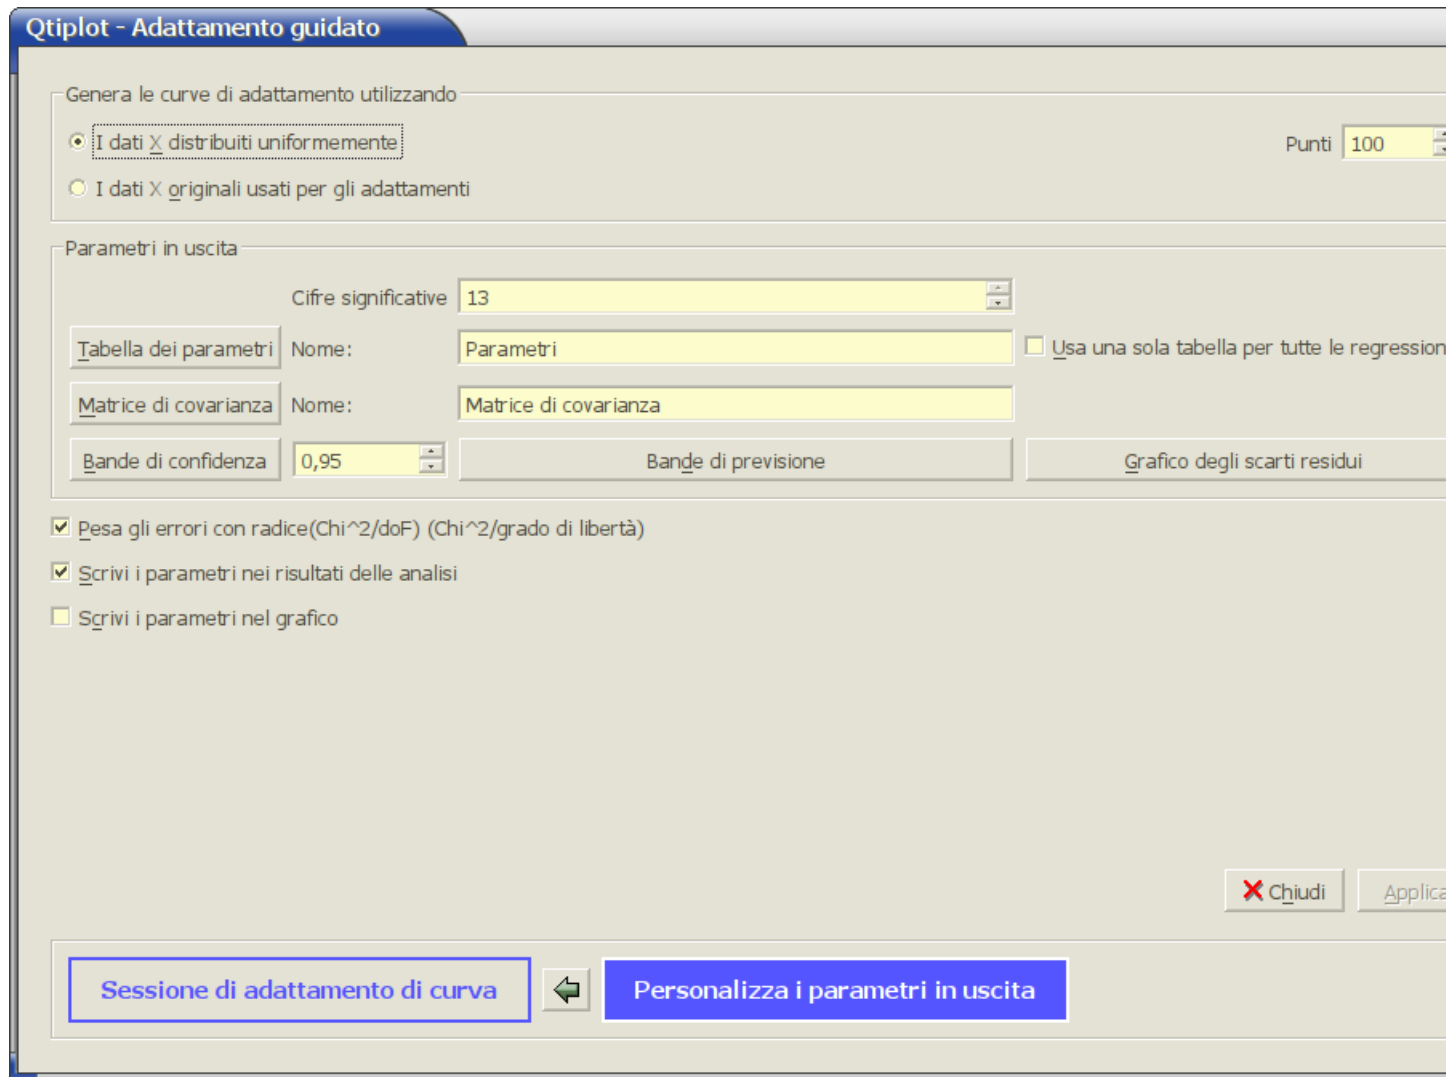 Qtiplot - Adattamento guidato
Genera le curve di adattamento utilizzando
I dati X distribuiti uniformemente
Punti 100
I dati X originali usati per gli adattamenti
Parametri in uscita
Cifre significative 13
Tabella dei parametri Nome: Parametri Usa una sola tabella per tutte le regression
Matrice di covarianza Nome: Matrice di covarianza
Bande di confidenza 0,95 Bande di previsione Grafico degli scarti residui
Pesa gli errori con radice(Chi^2/doF) (Chi^2/grado di libertà)
Scrivi i parametri nei risultati delle analisi
Scrivi i parametri nel grafico
Chiudi Applica
Sessione di adattamento di curva Personalizza i parametri in uscita